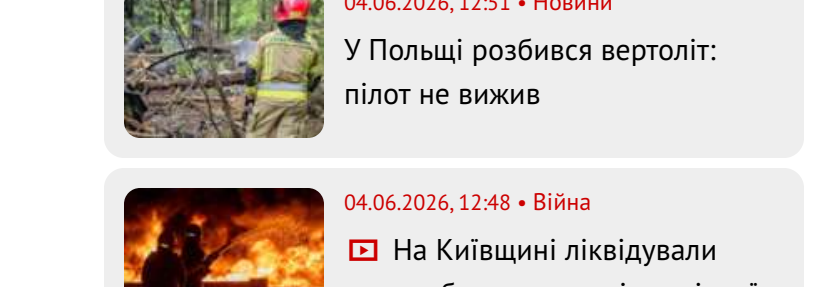 04.06.2026, 12:51 • Новини
У Польщі розбився вертоліт:
пілот не вижив
04.06.2026, 12:48 • Війна
На Київщині ліквідували